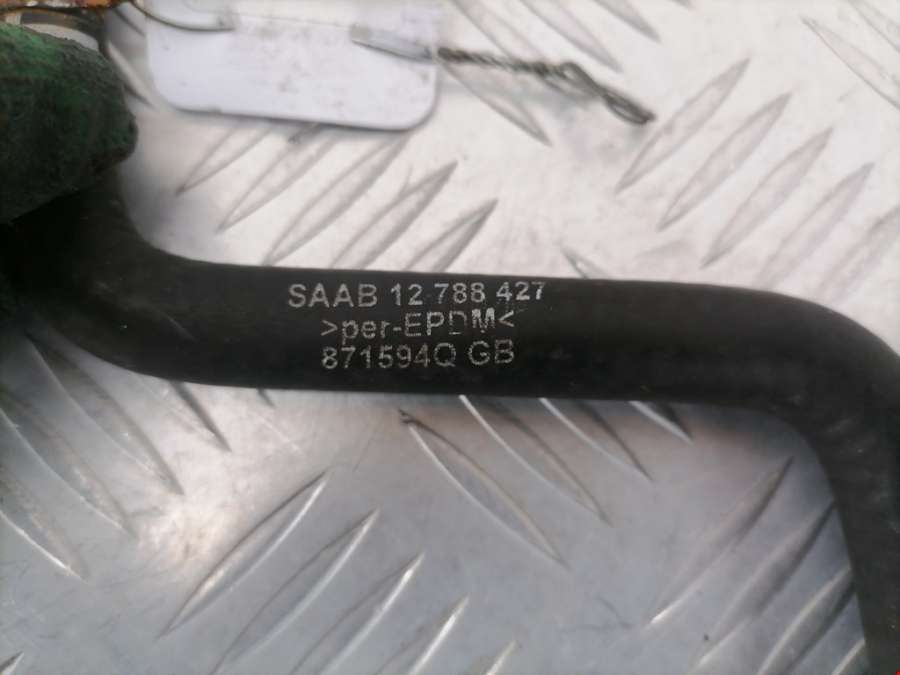 SAAB 12 788 427
>per-EPDM<
871594Q GB